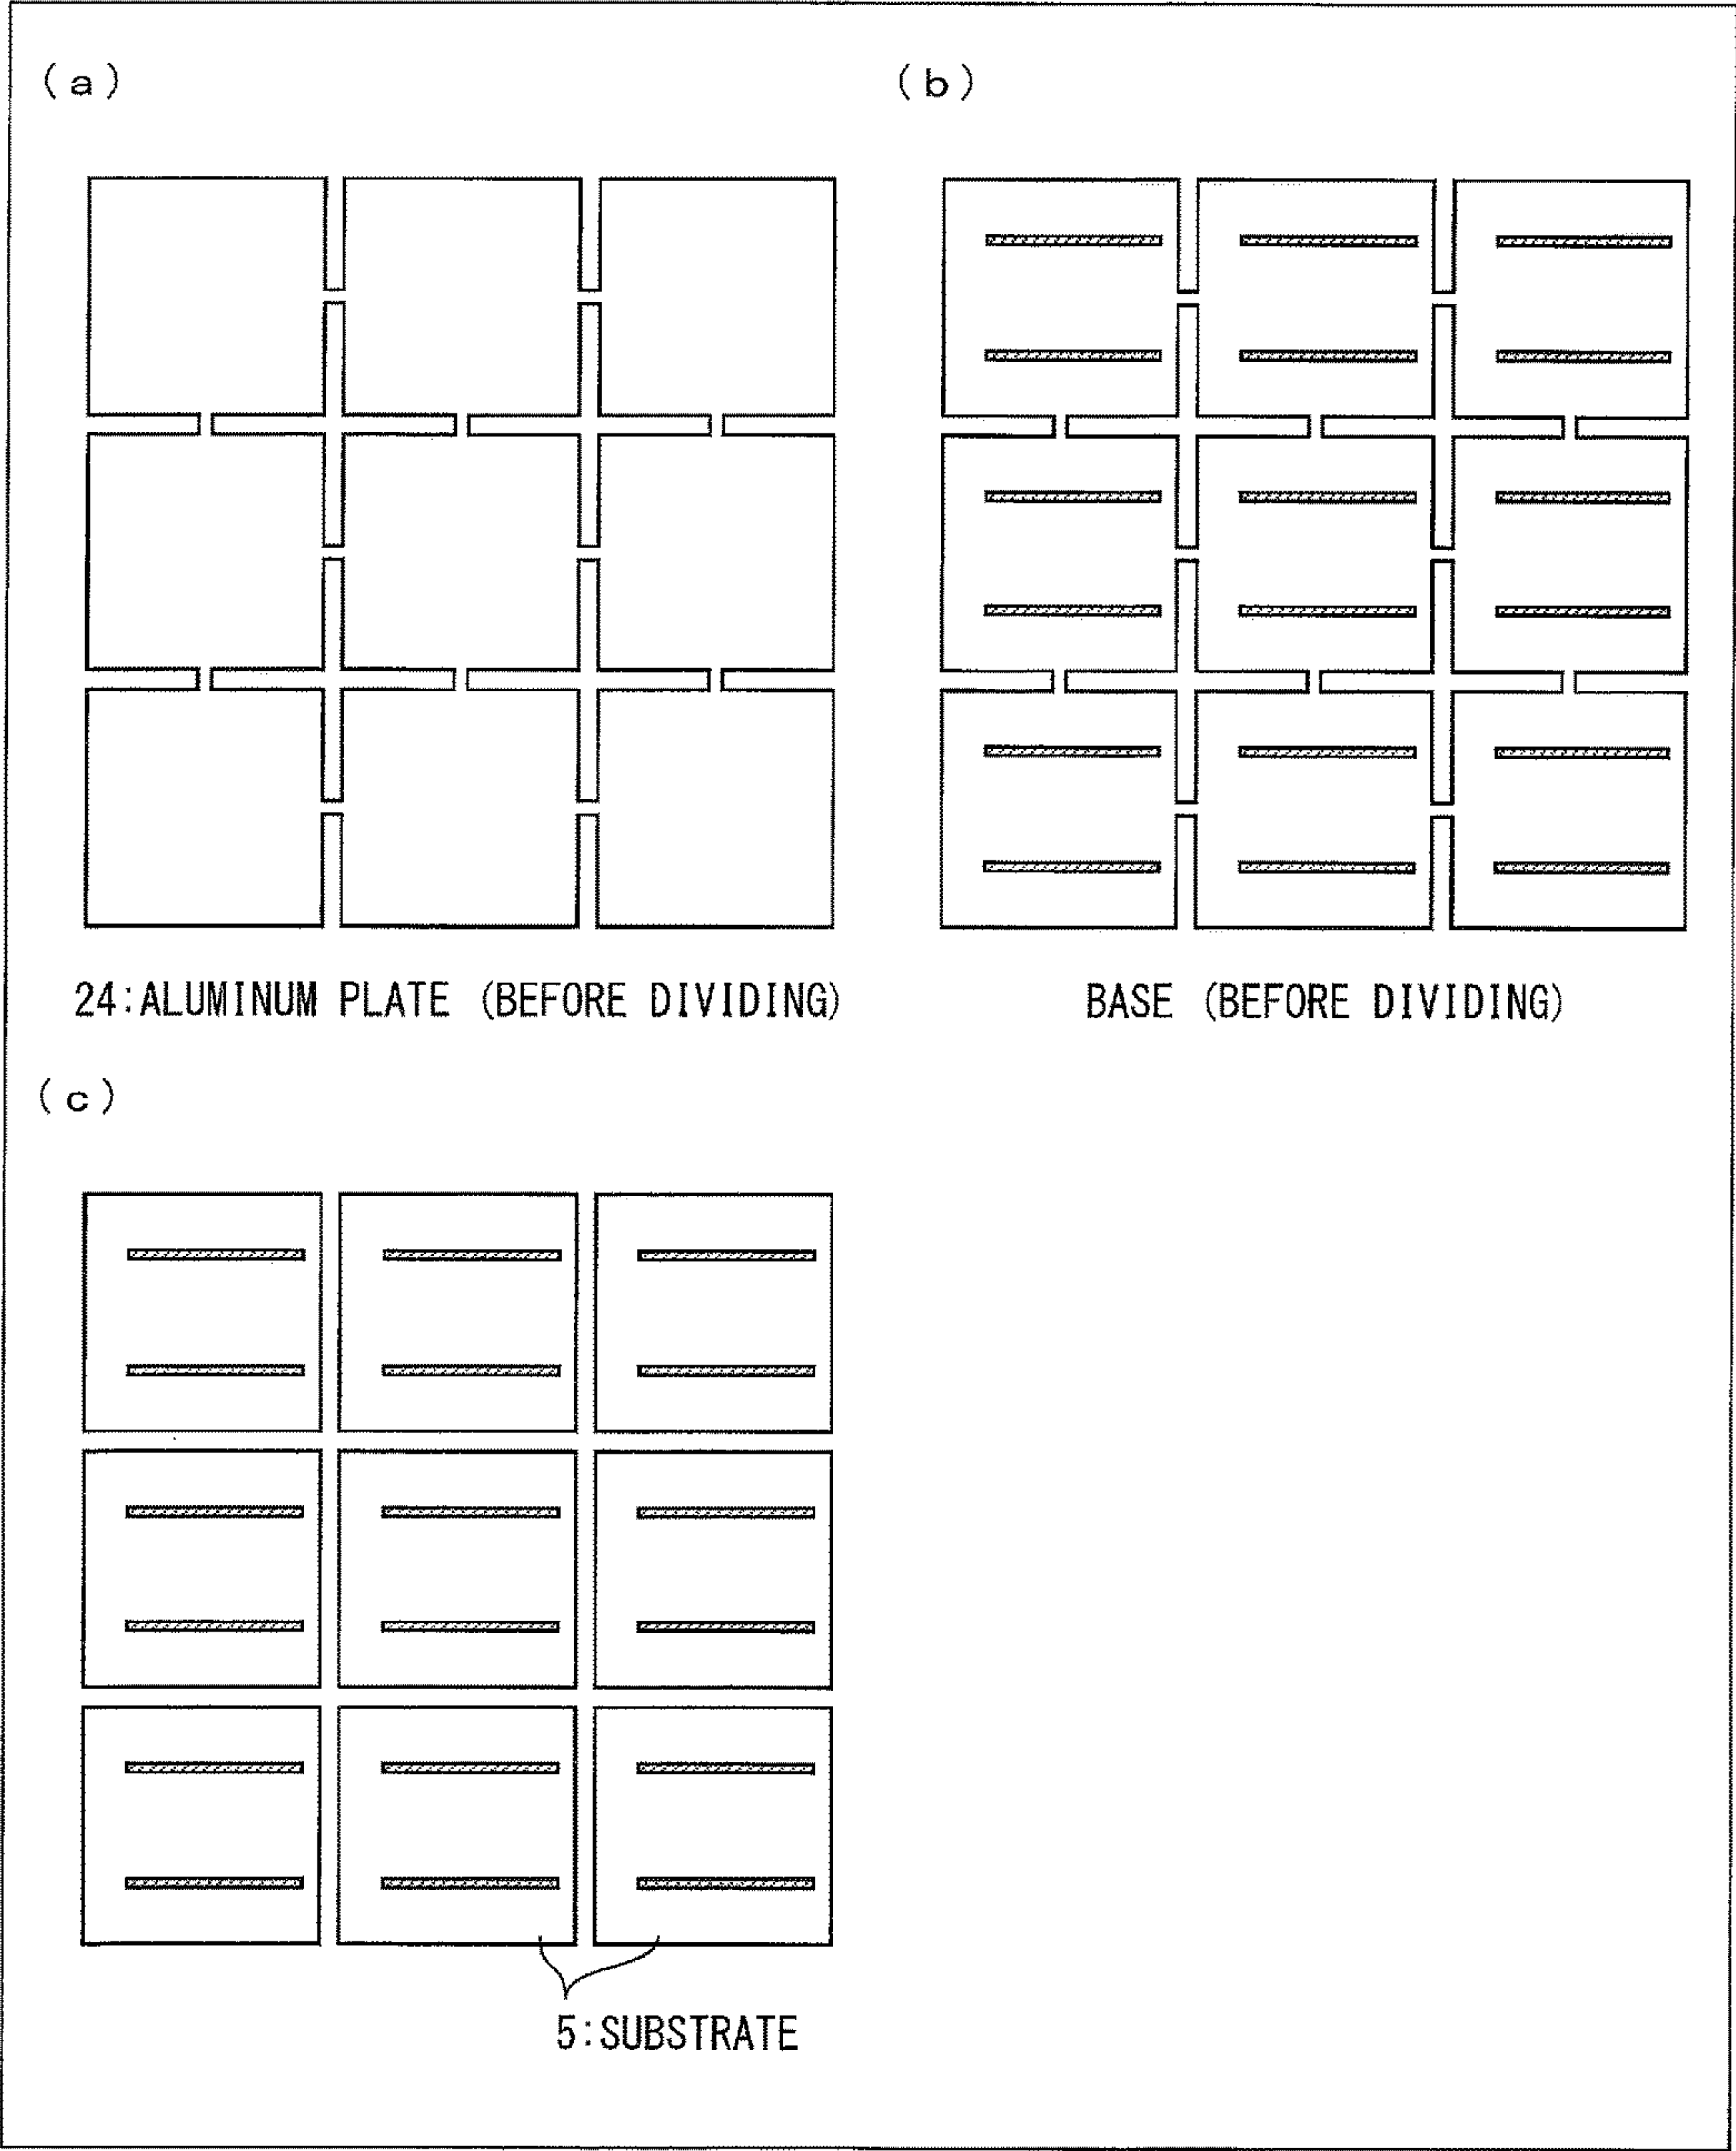 (a)
(b)
24:ALUMINUM PLATE (BEFORE DIVIDING)
BASE (BEFORE DIVIDING)
(c)
5:SUBSTRATE